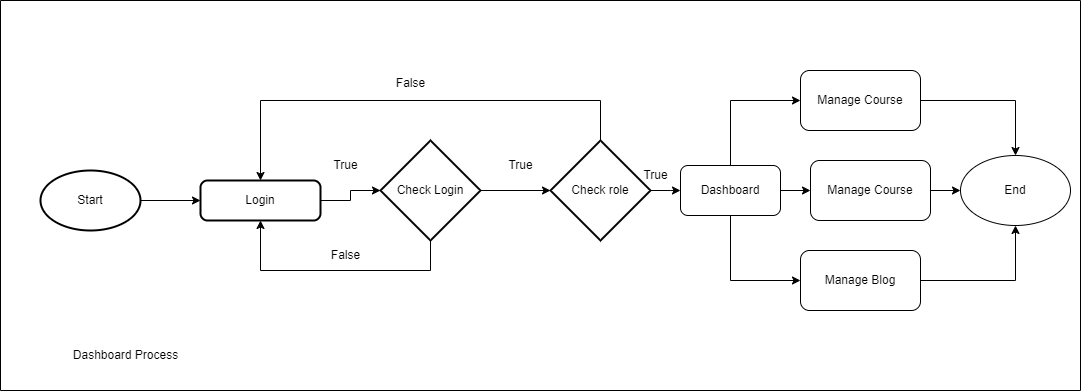 False
Manage Course
True
True
True
Start
Login
Check Login
Check role
Dashboard
Manage Course
End
False
Manage Blog
Dashboard Process